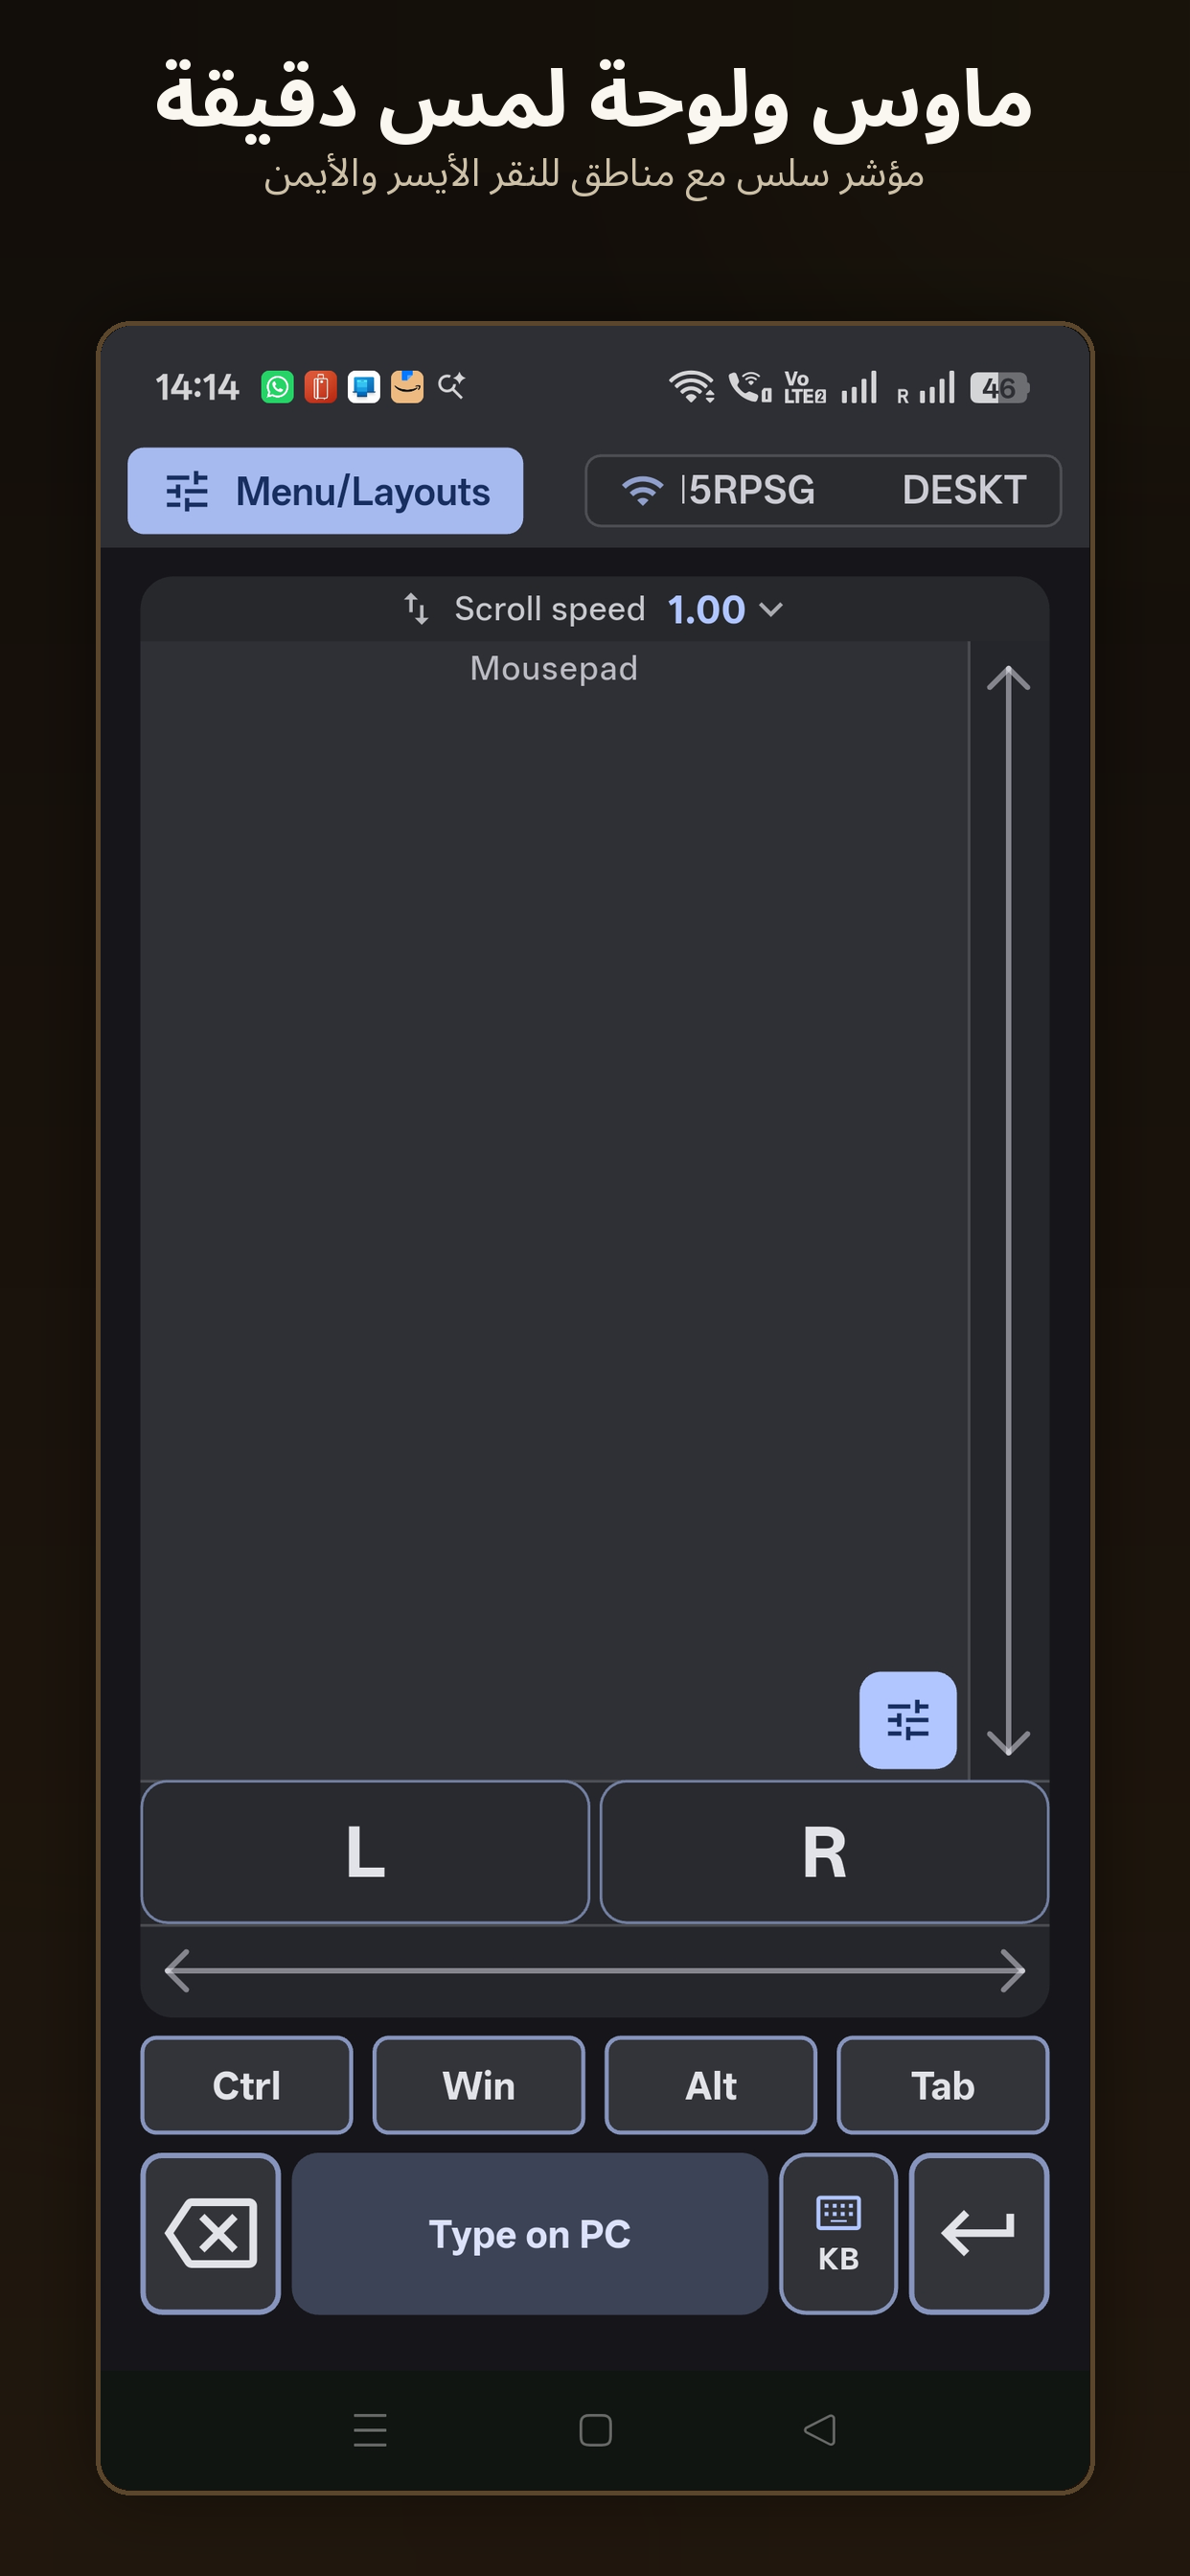 ماوس ولوحة لمس دقيقة
مؤشر سلس مع مناطق للنقر الأيسر والأيمن
14:14 Vo LTE2 R 46
Menu/Layouts 5RPSG DESKT
Scroll speed 1.00
Mousepad
L R
Ctrl Win Alt Tab
Type on PC KB